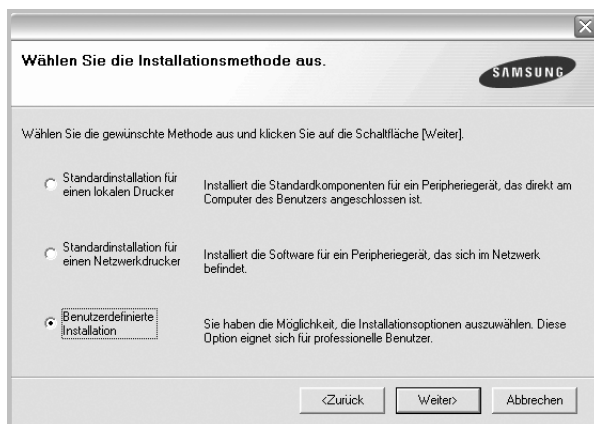 Wählen Sie die Installationsmethode aus.
SAMSUNG
Wählen Sie die gewünschte Methode aus und klicken Sie auf die Schaltfläche [Weiter].
Standardinstallation für
einen lokalen Drucker
Installiert die Standardkomponenten für ein Peripheriegerät, das direkt am
Computer des Benutzers angeschlossen ist.
Standardinstallation für
einen Netzwerkdrucker
Installiert die Software für ein Peripheriegerät, das sich im Netzwerk
befindet.
Benutzerdefinierte
Installation
Sie haben die Möglichkeit, die Installationsoptionen auszuwählen. Diese
Option eignet sich für professionelle Benutzer.
<Zurück
Weiter>
Abbrechen